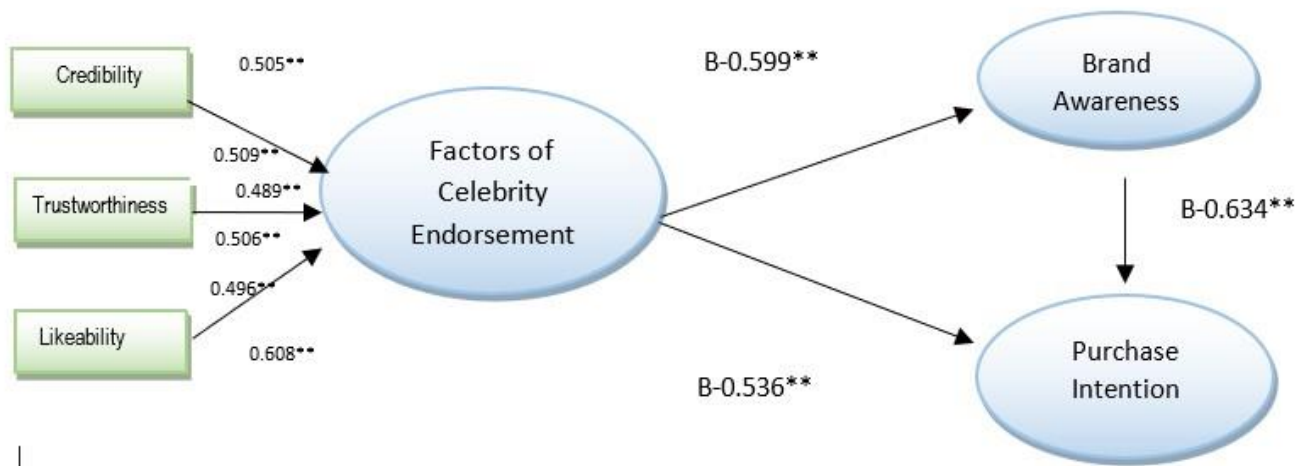 Credibility
0.505**
0.509**
Trustworthiness
0.489**
0.506**
Likeability
0.496**
0.608**
Factors of
Celebrity
Endorsement
B-0.599**
B-0.536**
Brand
Awareness
B-0.634**
Purchase
Intention